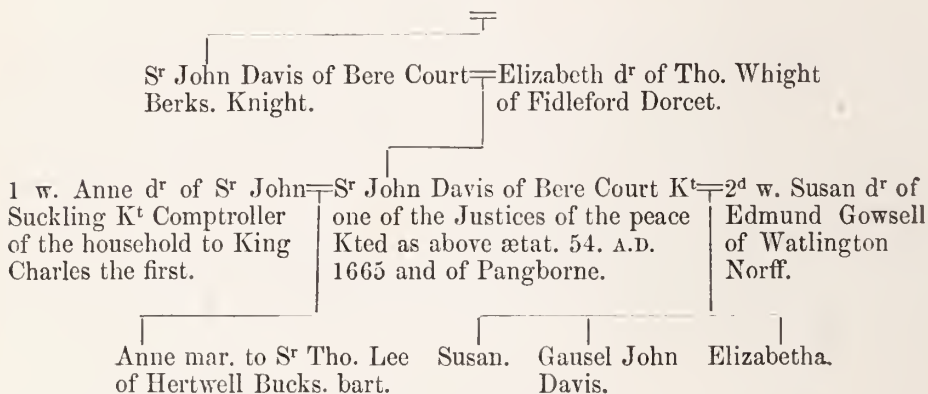 Sr John Davis of Bere Court
Berks. Knight.
Elizabeth dr of Tho. Whight
of Fidleford Dorcet.
1 w. Anne dr of Sr John
Suckling Kt Comptroller
of the household to King
Charles the first.
Sr John Davis of Bere Court Kt
one of the Justices of the peace
Kted as above ætat. 54. A.D.
1665 and of Pangborne.
2d w. Susan dr of
Edmund Gowsell
of Watlington
Norff.
Anne mar. to Sr Tho. Lee
of Hertwell Bucks. bart.
Susan.
Gausel John
Davis.
Elizabetha.